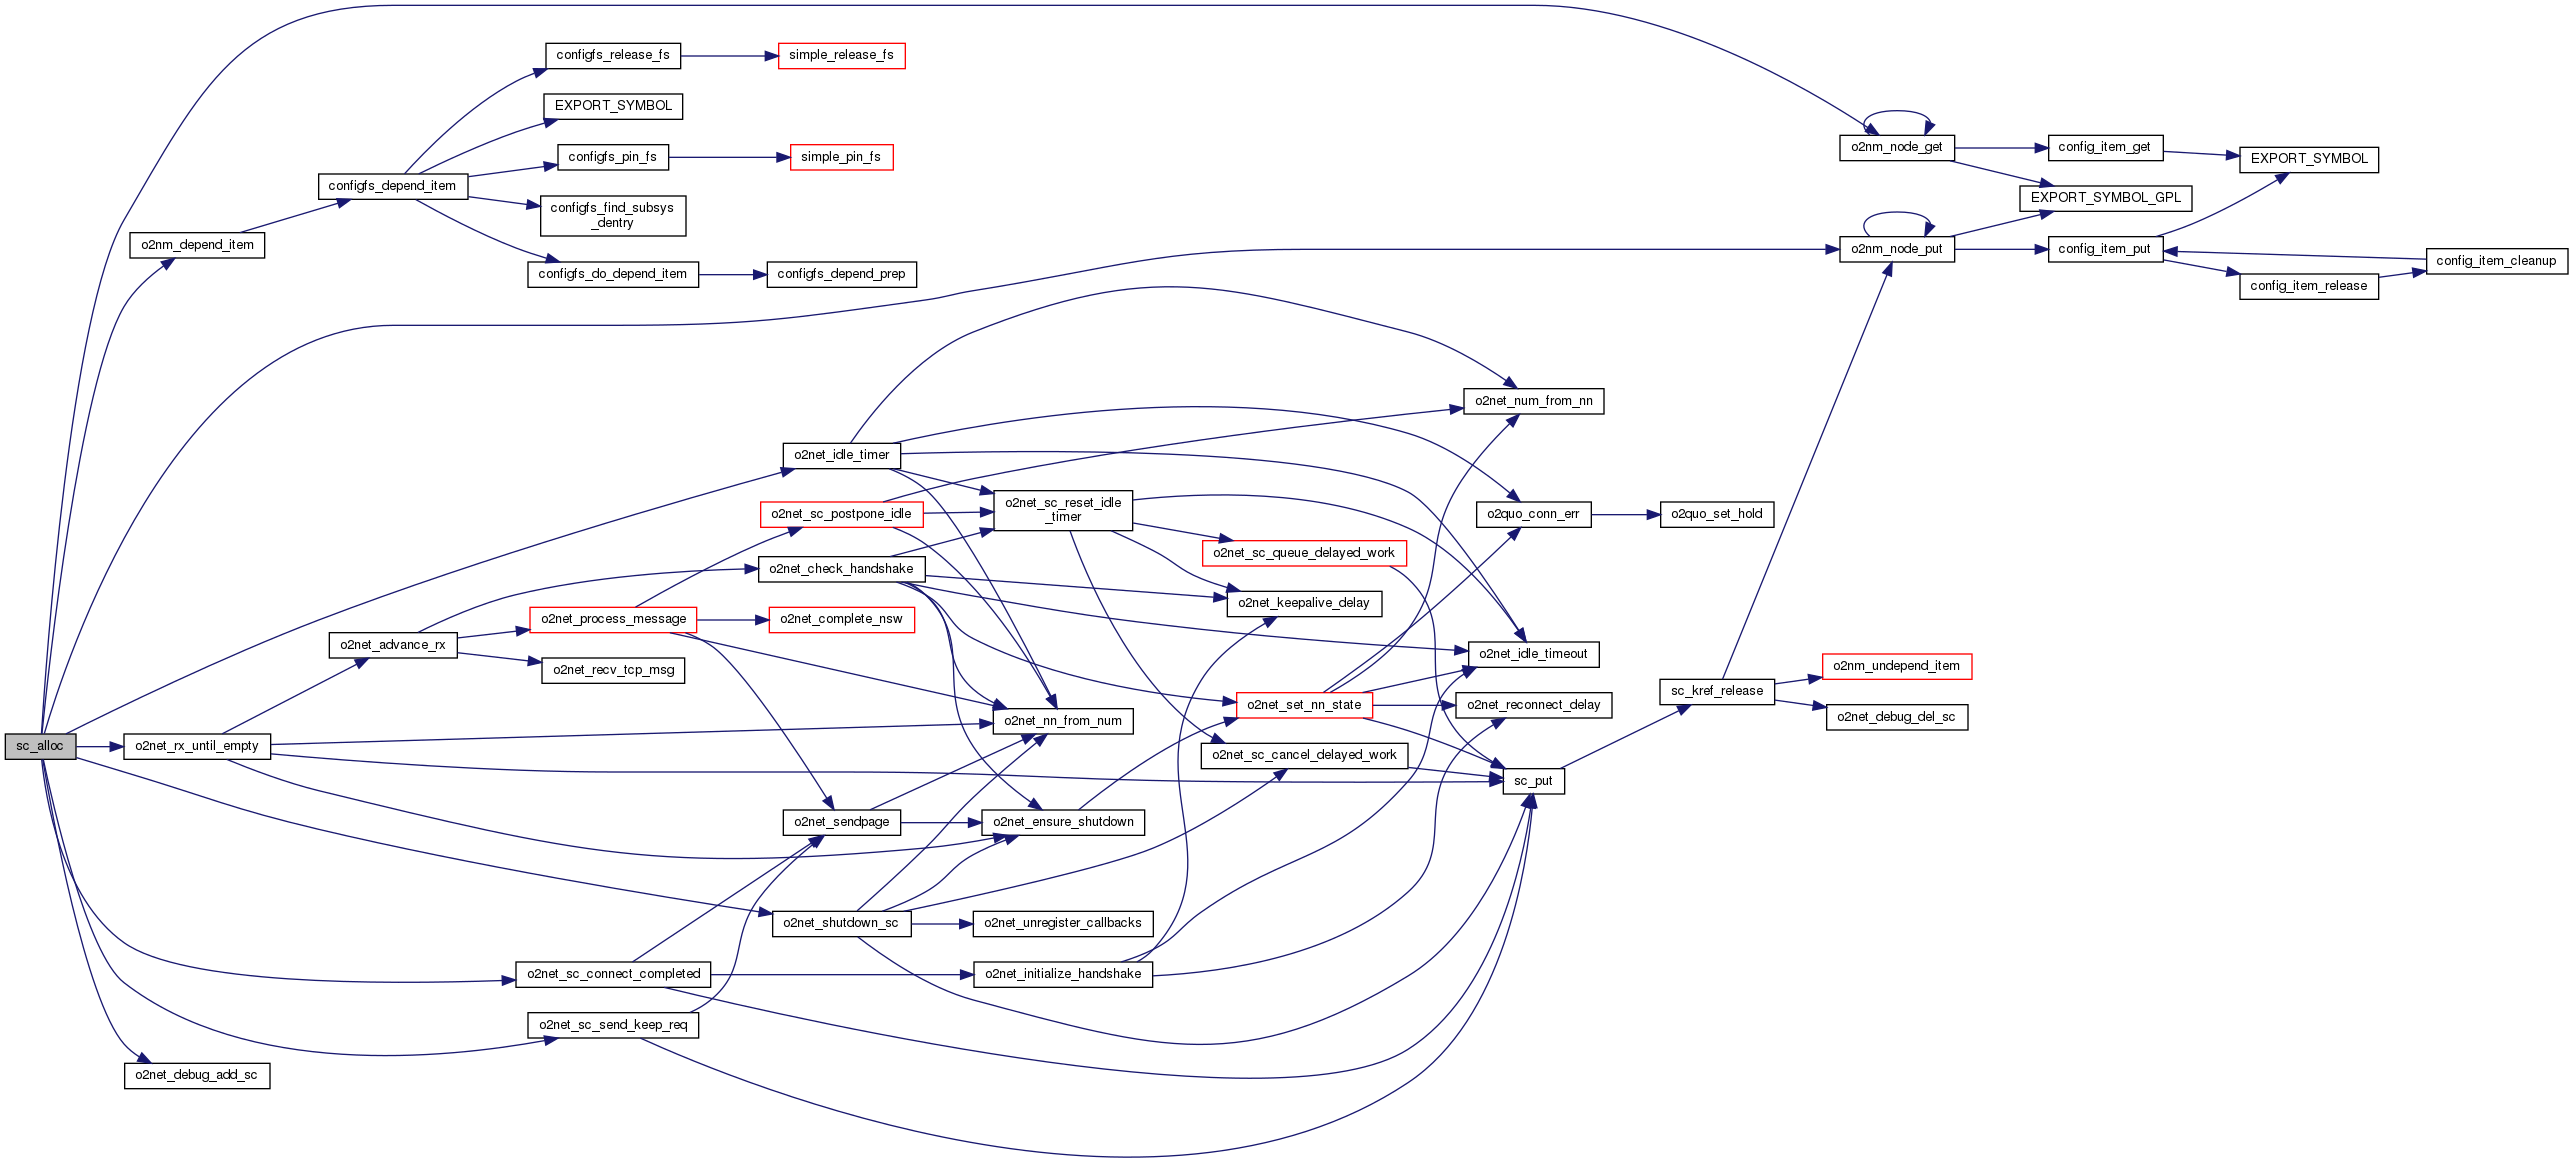 configfs_release_fs
simple_release_fs
EXPORT_SYMBOL
o2nm_node_get
config_item_get
configfs_pin_fs
simple_pin_fs
EXPORT_SYMBOL
configfs_depend_item
EXPORT_SYMBOL_GPL
configfs_find_subsys
_dentry
o2nm_depend_item
o2nm_node_put
config_item_put
config_item_cleanup
configfs_do_depend_item
configfs_depend_prep
config_item_release
o2net_num_from_nn
o2net_idle_timer
o2net_sc_reset_idle
_timer
o2net_sc_postpone_idle
o2quo_conn_err
o2quo_set_hold
o2net_sc_queue_delayed_work
o2net_check_handshake
o2net_keepalive_delay
o2net_process_message
o2net_complete_nsw
o2net_advance_rx
o2net_idle_timeout
o2net_recv_tcp_msg
o2nm_undepend_item
sc_kref_release
o2net_set_nn_state
o2net_reconnect_delay
o2net_debug_del_sc
o2net_nn_from_num
sc_alloc
o2net_rx_until_empty
o2net_sc_cancel_delayed_work
sc_put
o2net_sendpage
o2net_ensure_shutdown
o2net_shutdown_sc
o2net_unregister_callbacks
o2net_sc_connect_completed
o2net_initialize_handshake
o2net_sc_send_keep_req
o2net_debug_add_sc